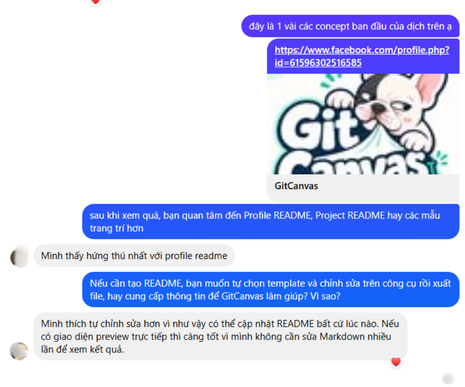 đây là 1 vài các concept ban đầu của dịch trên ạ
https://www.facebook.com/profile.php?
id=61596302516585
Git
Canvas
GitCanvas
sau khi xem quá, bạn quan tâm đến Profile README, Project README hay các mẫu
trang trí hơn
Mình thấy hứng thú nhất với profile readme
Nếu cần tạo README, bạn muốn tự chọn template và chỉnh sửa trên công cụ rồi xuất
file, hay cung cấp thông tin để GitCanvas làm giúp? Vì sao?
Mình thích tự chỉnh sửa hơn vì như vậy có thể cập nhật README bất cứ lúc nào. Nếu
có giao diện preview trực tiếp thì càng tốt vì mình không cần sửa Markdown nhiều
lần để xem kết quả.